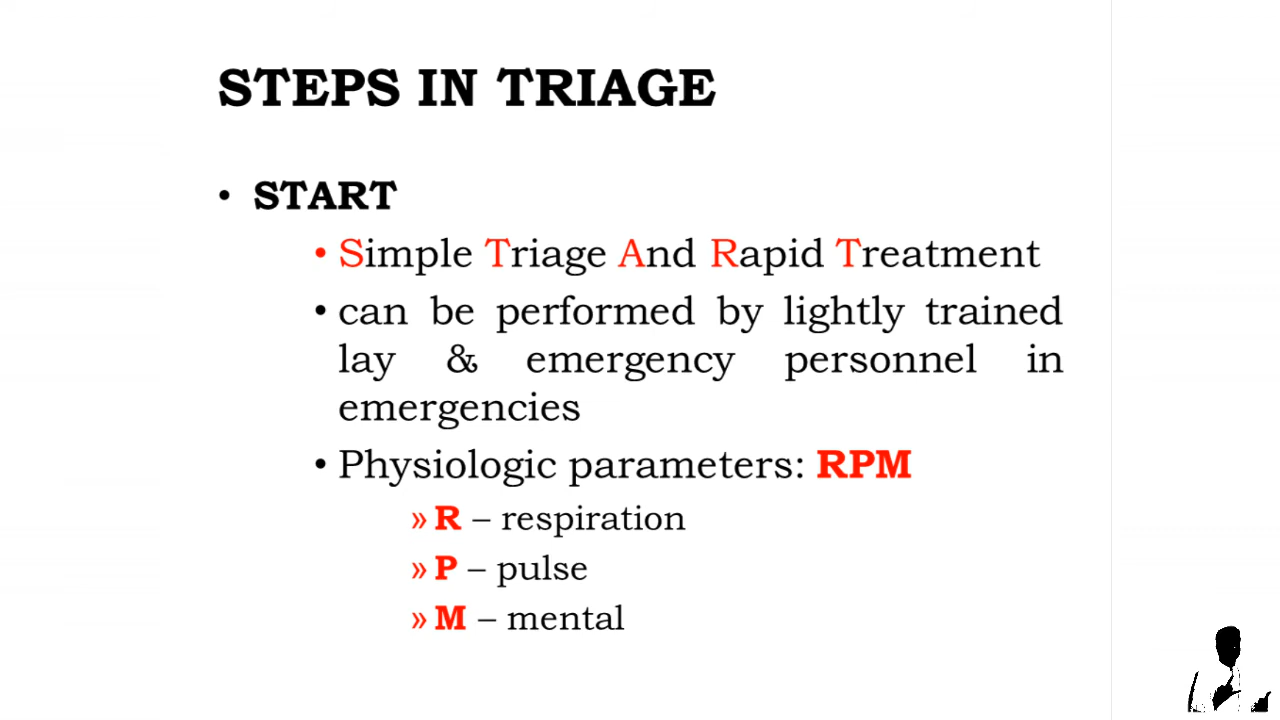 STEPS IN TRIAGE
• START
• Simple Triage And Rapid Treatment
• can be performed by lightly trained
lay & emergency personnel in
emergencies
• Physiologic parameters: RPM
» R – respiration
» P – pulse
» M – mental